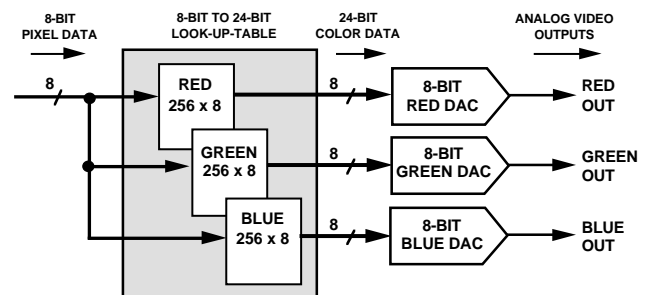 8-BIT
PIXEL DATA
8-BIT TO 24-BIT
LOOK-UP-TABLE
24-BIT
COLOR DATA
ANALOG VIDEO
OUTPUTS
8
RED
256 x 8
8
8-BIT
RED DAC
RED
OUT
GREEN
256 x 8
8
8-BIT
GREEN DAC
GREEN
OUT
BLUE
256 x 8
8
8-BIT
BLUE DAC
BLUE
OUT